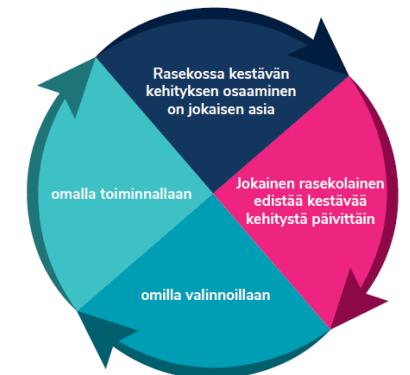 Rasekossa kestävän
kehityksen osaaminen
on jokaisen asia
Jokainen rasekolainen
edistää kestävää
kehitystä päivittäin
omilla valinnoillaan
omalla toiminnallaan